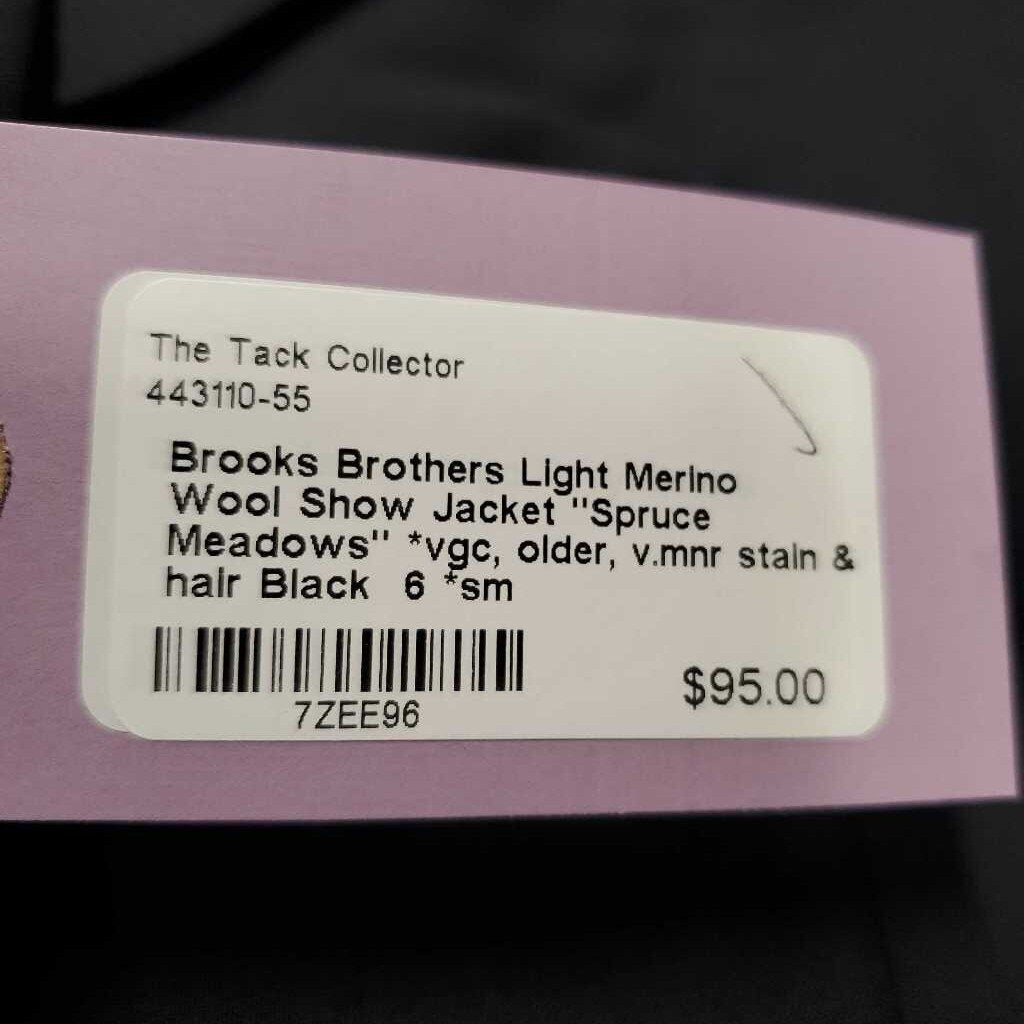 The Tack Collector
443110-55
Brooks Brothers Light Merino
Wool Show Jacket "Spruce
Meadows" *vgc, older, v.mnr stain &
hair Black 6 *sm
7ZEE96
$95.00